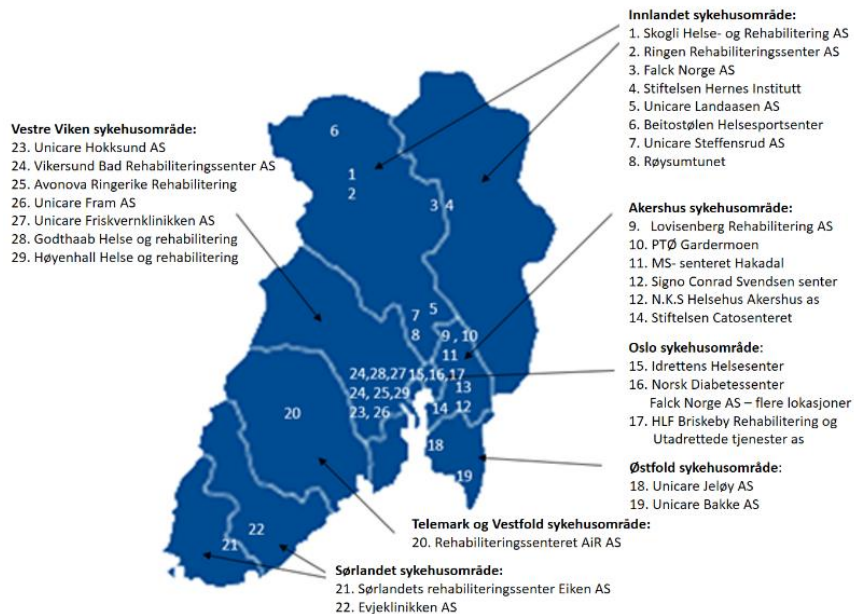 Innlandet sykehusområde:
1. Skogli Helse- og Rehabilitering AS
2. Ringen Rehabiliteringssenter AS
3. Falck Norge AS
4. Stiftelsen Hernes Institutt
5. Unicare Landaasen AS
6. Beitostølen Helsesportsenter
7. Unicare Steffensrud AS
8. Røysumtunet
Vestre Viken sykehusområde:
23. Unicare Hokksund AS
24. Vikersund Bad Rehabiliteringssenter AS
25. Avonova Ringerike Rehabilitering
26. Unicare Fram AS
27. Unicare Friskvernklinikken AS
28. Godthaab Helse og rehabilitering
29. Høyenhall Helse og rehabilitering
Akershus sykehusområde:
9. Lovisenberg Rehabilitering AS
10. PTØ Gardermoen
11. MS- senteret Hakadal
12. Signo Conrad Svendsen senter
12. N.K.S Helsehus Akershus as
14. Stiftelsen Catosenteret
Oslo sykehusområde:
15. Idrettens Helsesenter
16. Norsk Diabetessenter
Falck Norge AS – flere lokasjoner
17. HLF Briskeby Rehabilitering og
Utadrettede tjenester as
Østfold sykehusområde:
18. Unicare Jeløy AS
19. Unicare Bakke AS
Telemark og Vestfold sykehusområde:
20. Rehabiliteringssenteret AiR AS
Sørlandet sykehusområde:
21. Sørlandets rehabiliteringssenter Eiken AS
22. Evjeklinikken AS
6
1
2
3 4
5
7
8
9 , 10
11
24,28,27 15,16,17
24, 25,29
13
23, 26
14 12
20
18
19
22
21